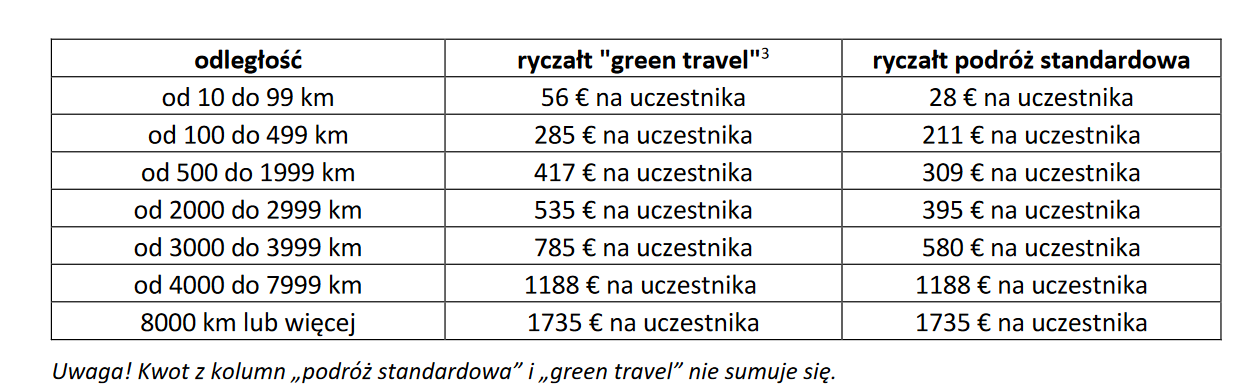 odległość ryczałt "green travel"3 ryczałt podróż standardowa
od 10 do 99 km 56 € na uczestnika 28 € na uczestnika
od 100 do 499 km 285 € na uczestnika 211 € na uczestnika
od 500 do 1999 km 417 € na uczestnika 309 € na uczestnika
od 2000 do 2999 km 535 € na uczestnika 395 € na uczestnika
od 3000 do 3999 km 785 € na uczestnika 580 € na uczestnika
od 4000 do 7999 km 1188 € na uczestnika 1188 € na uczestnika
8000 km lub więcej 1735 € na uczestnika 1735 € na uczestnika
Uwaga! Kwot z kolumn „podróż standardowa” i „green travel” nie sumuje się.